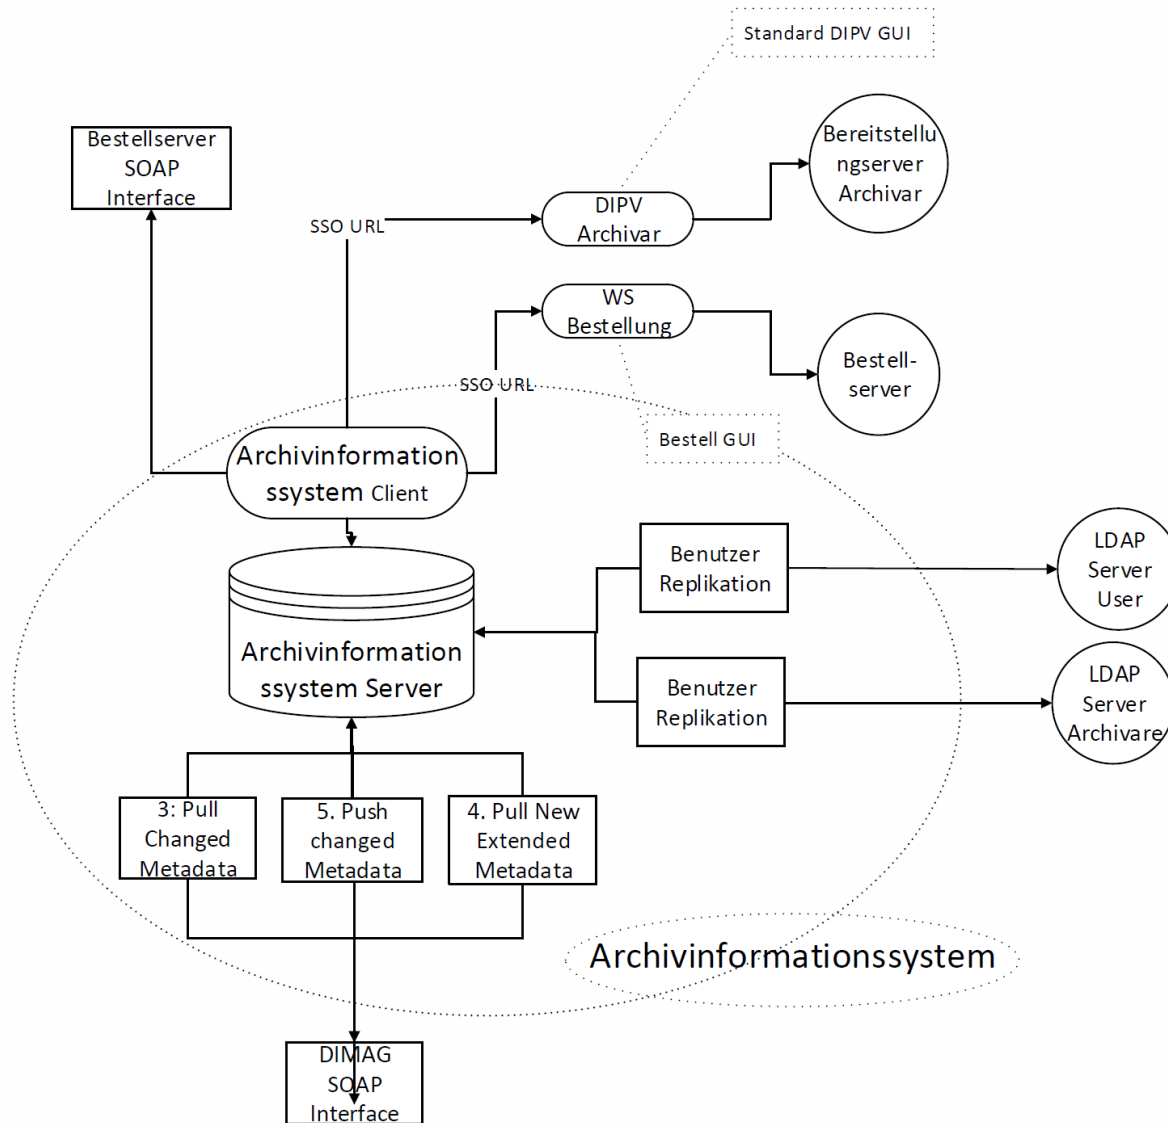 Standard DIPV GUI
Bestellserver
SOAP
Interface
Bereitstellu
ngserver
Archivar
SSO URL
DIPV
Archivar
WS
Bestellung
SSO URL
Bestell-
server
Bestell GUI
Archivinformation
ssystem Client
Benutzer
Replikation
LDAP
Server
User
Archivinformation
ssystem Server
Benutzer
Replikation
LDAP
Server
Archivare
3: Pull
Changed
Metadata
5. Push
changed
Metadata
4. Pull New
Extended
Metadata
Archivinformationssystem
DIMAG
SOAP
Interface